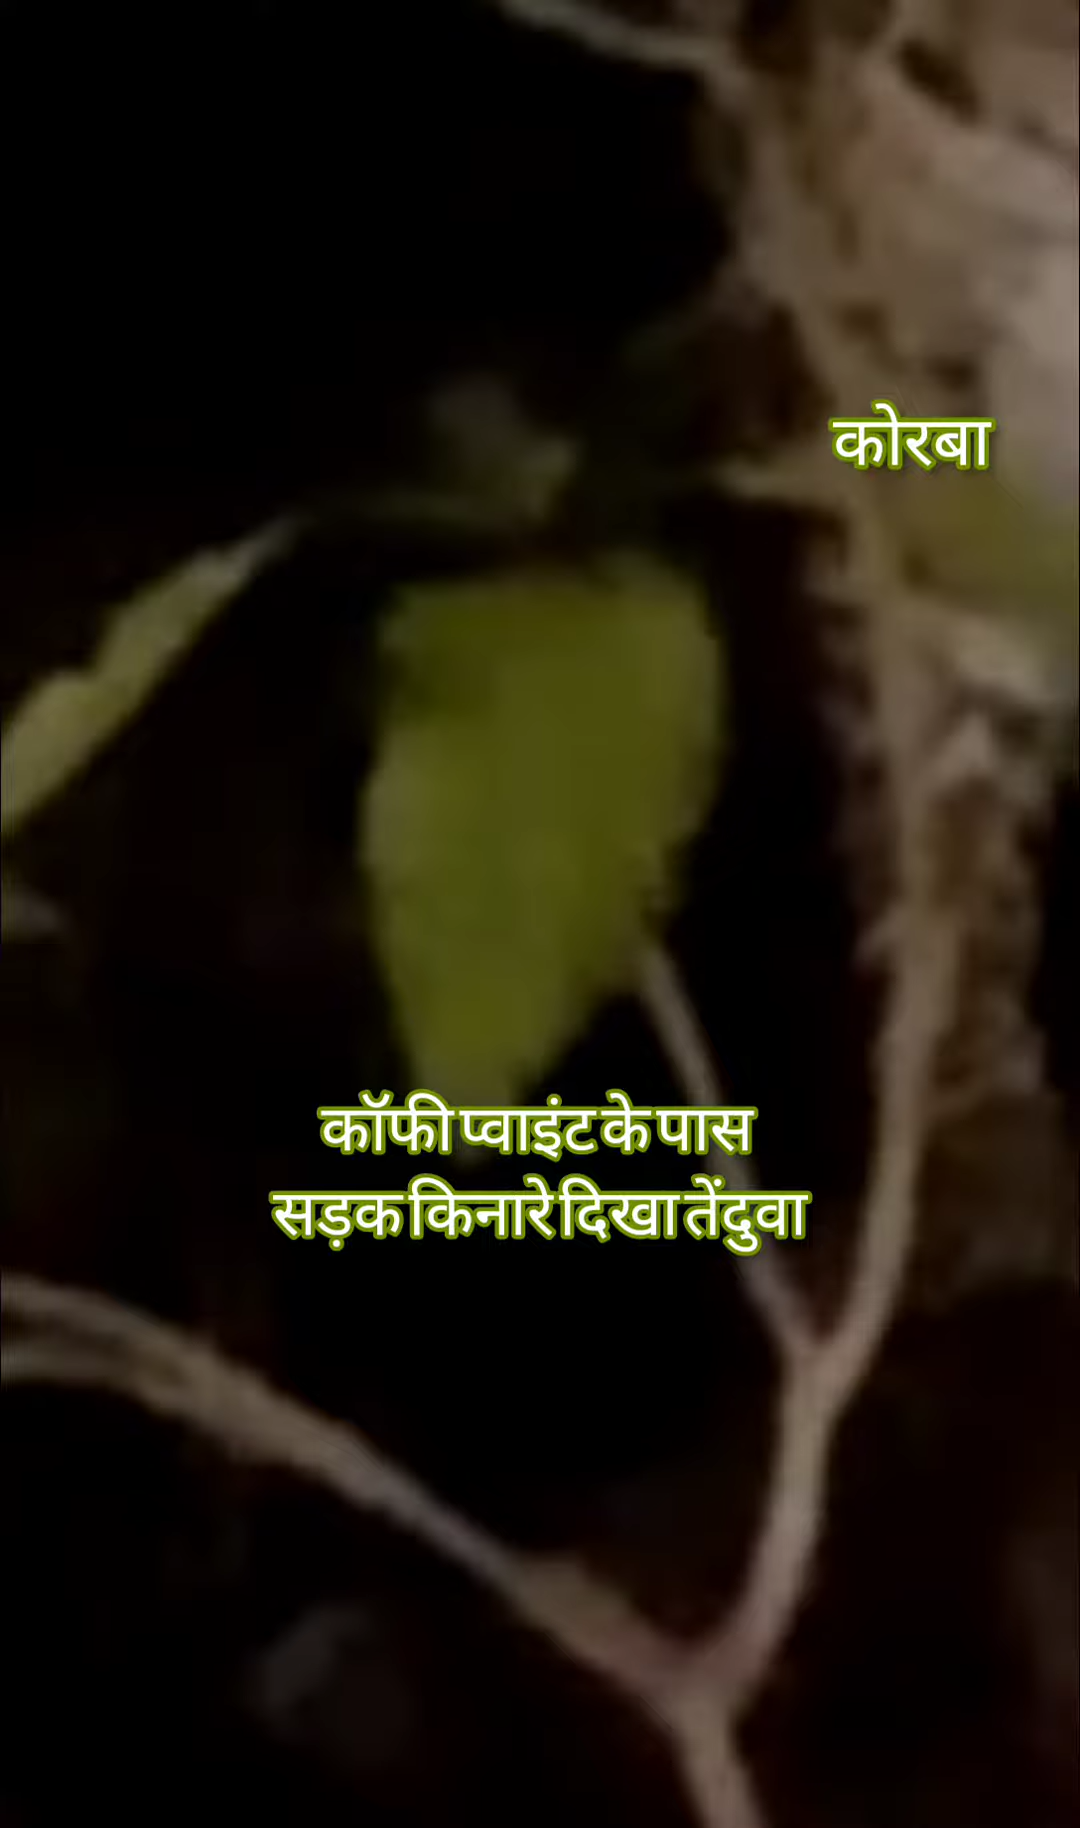 कोरबा
कॉफी प्वाइंट के पास
सड़क किनारे दिखा तेंदुवा